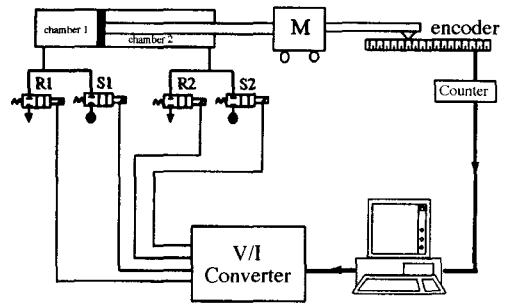 chamber 1
chamber 2
M
encoder
R1
S1
R2
S2
Counter
V/I
Converter